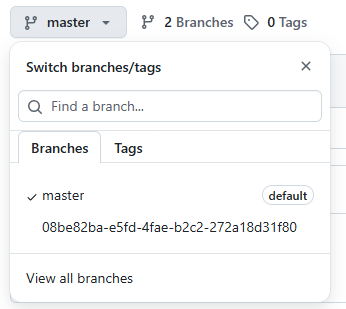 master 2 Branches 0 Tags
Switch branches/tags
Find a branch...
Branches Tags
master default
08be82ba-e5fd-4fae-b2c2-272a18d31f80
View all branches